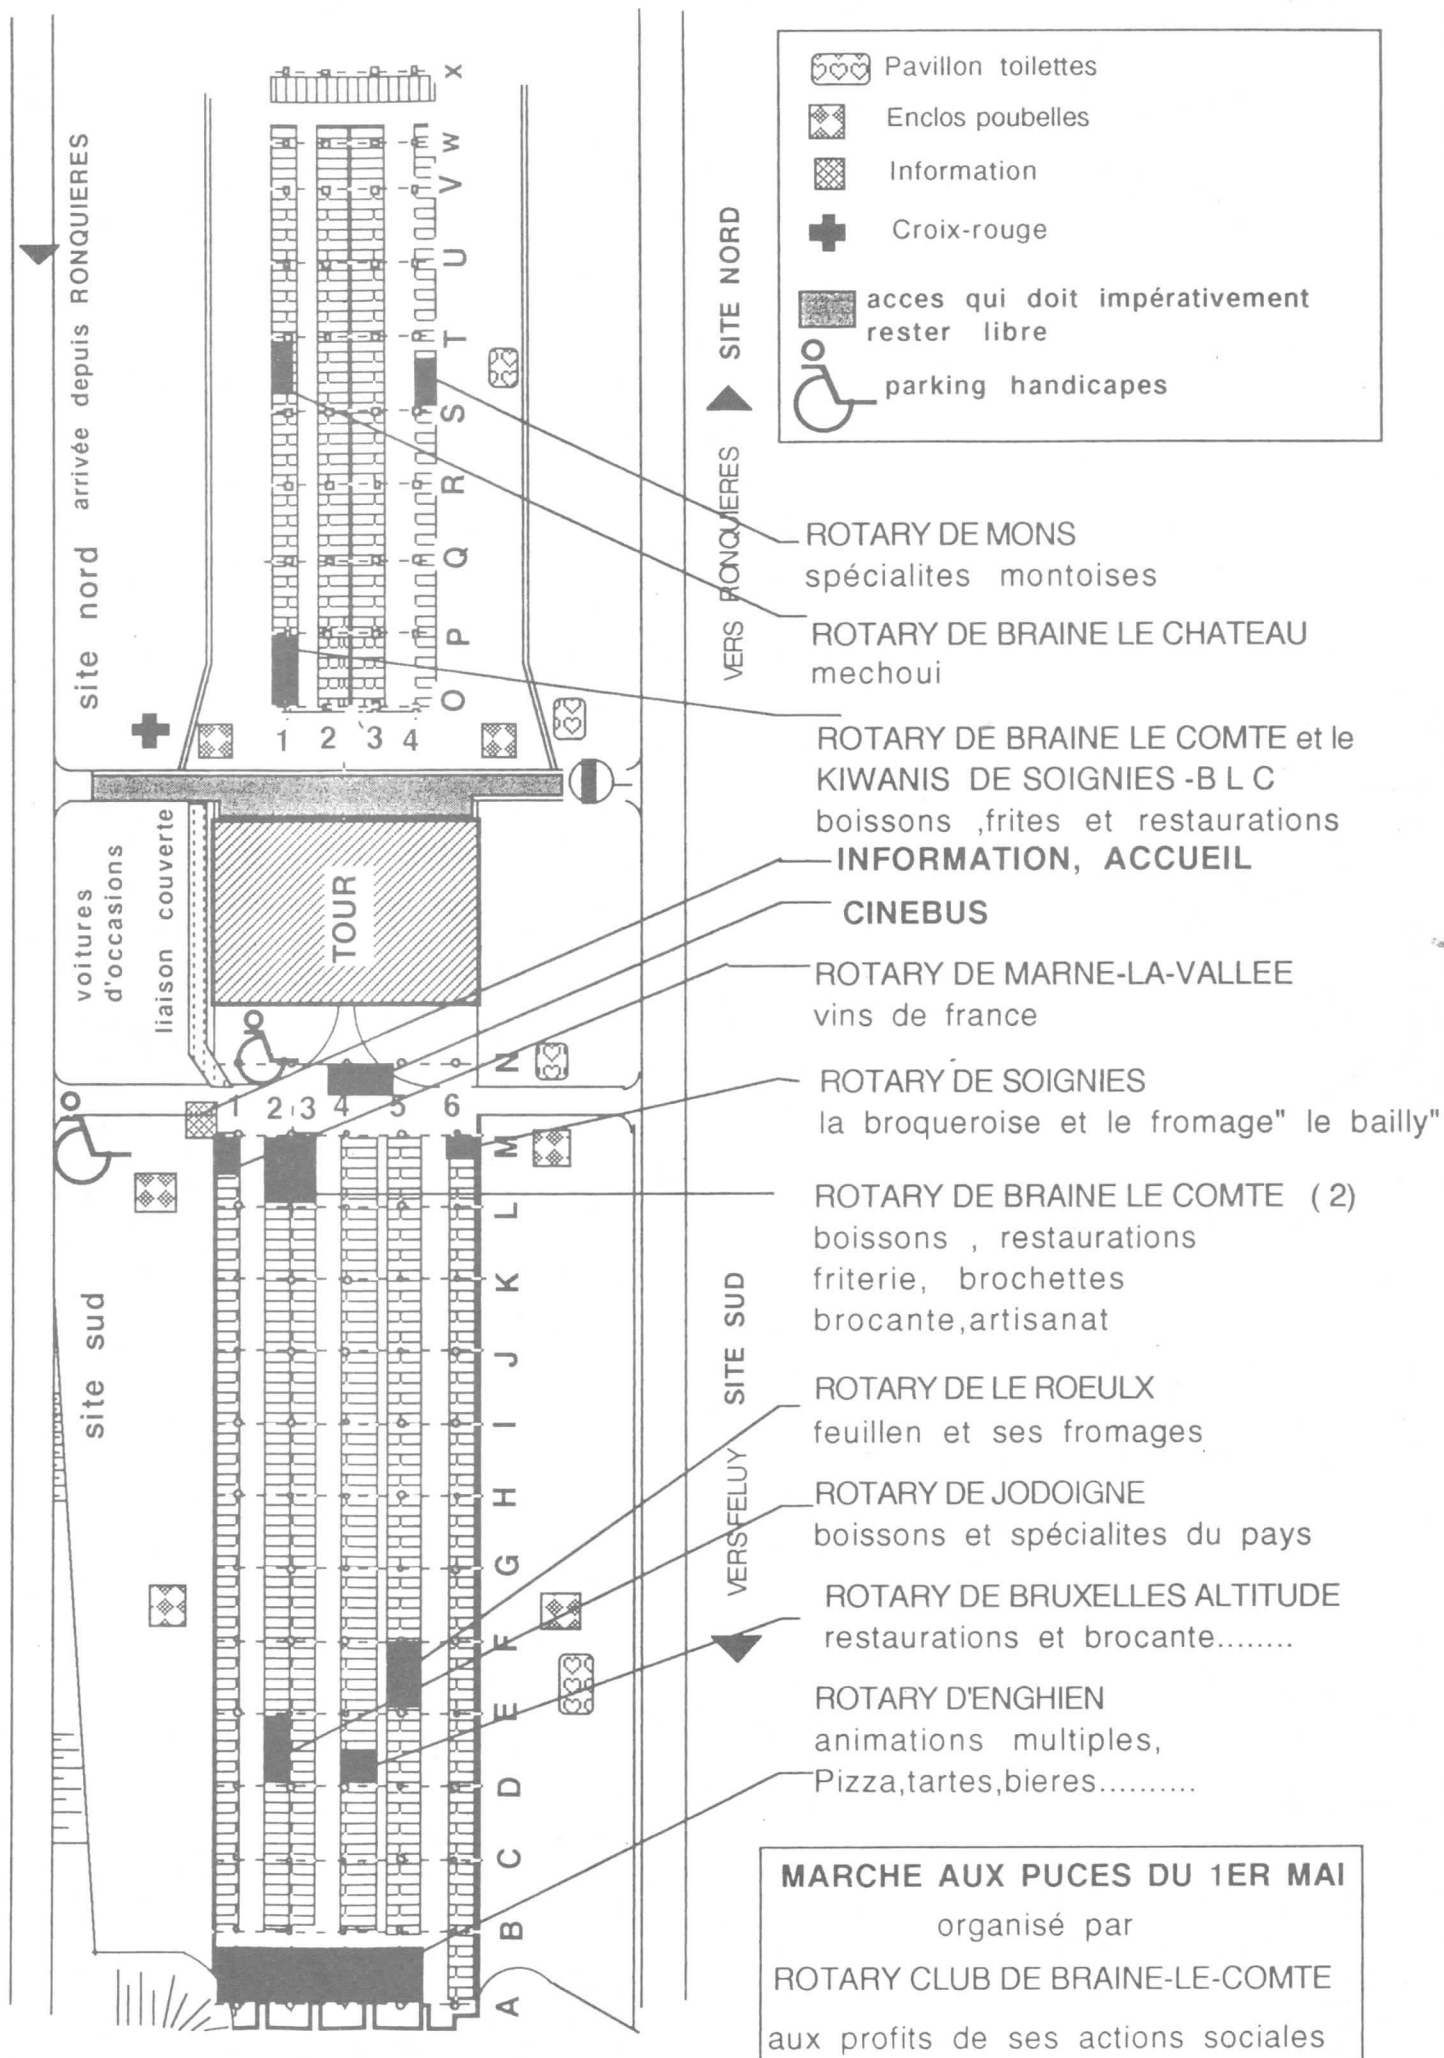 Pavillon toilettes
Enclos poubelles
Information
Croix-rouge
acces qui doit impérativement
rester libre
parking handicapes
site nord arrivée depuis RONQUIERES
X
W
V
U
T
S
R
Q
P
O
1 2 3 4
VERS RONQUIERES SITE NORD
ROTARY DE MONS
spécialites montoises
ROTARY DE BRAINE LE CHATEAU
mechoui
ROTARY DE BRAINE LE COMTE et le
KIWANIS DE SOIGNIES -B L C
boissons ,frites et restaurations
INFORMATION, ACCUEIL
CINEBUS
ROTARY DE MARNE-LA-VALLEE
vins de france
ROTARY DE SOIGNIES
la broqueroise et le fromage" le bailly"
ROTARY DE BRAINE LE COMTE ( 2)
boissons , restaurations
friterie, brochettes
brocante,artisanat
ROTARY DE LE ROEULX
feuillen et ses fromages
ROTARY DE JODOIGNE
boissons et spécialites du pays
ROTARY DE BRUXELLES ALTITUDE
restaurations et brocante........
ROTARY D'ENGHIEN
animations multiples,
Pizza,tartes,bieres..........
voitures
d'occasions
liaison couverte
TOUR
N
1 2 3 4 5 6
M
L
K
J
I
H
G
F
E
D
C
B
A
site sud
VERS FELUY SITE SUD
MARCHE AUX PUCES DU 1ER MAI
organisé par
ROTARY CLUB DE BRAINE-LE-COMTE
aux profits de ses actions sociales